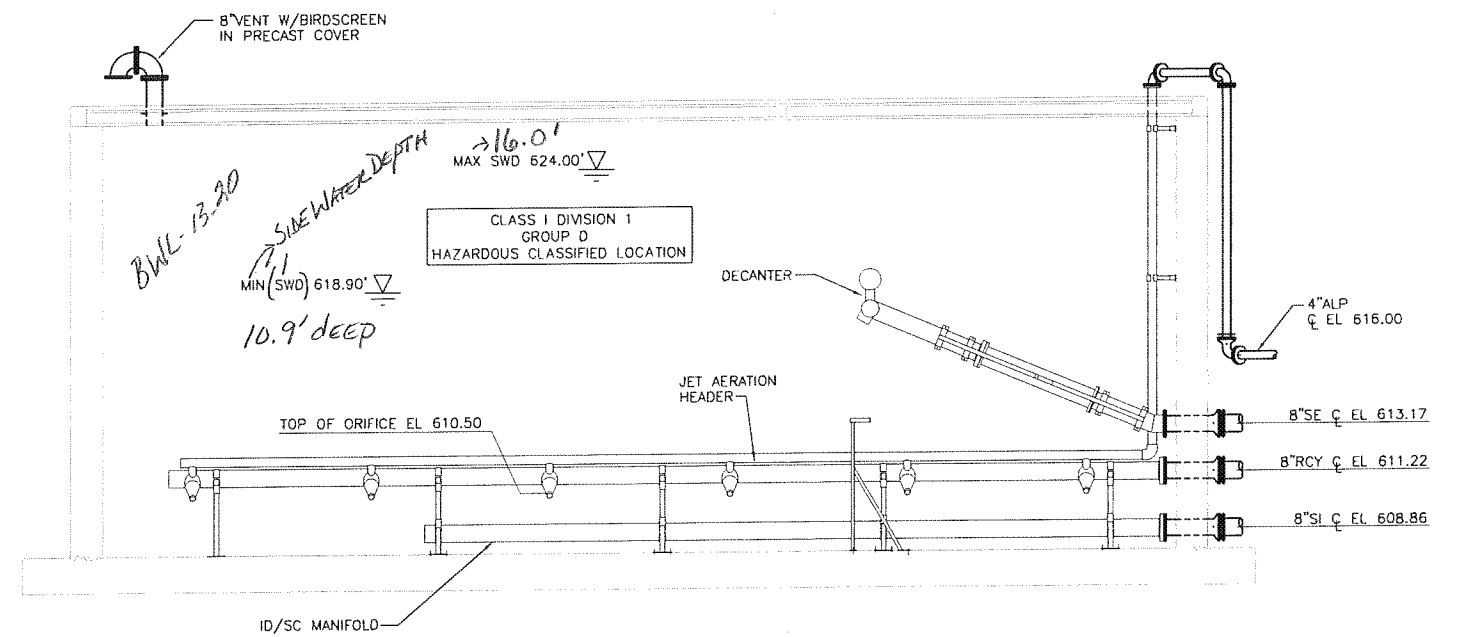 8"VENT W/BIRDSCREEN
IN PRECAST COVER
→16.0'
MAX SWD 624.00'
SIDE WATER DEPTH
BWL- 13.20
CLASS I DIVISION 1
GROUP D
HAZARDOUS CLASSIFIED LOCATION
MIN (SWD) 618.90'
10.9' deep
DECANTER
4"ALP
℄ EL 616.00
JET AERATION
HEADER
TOP OF ORIFICE EL 610.50
8"SE ℄ EL 613.17
8"RCY ℄ EL 611.22
8"SI ℄ EL 608.86
ID/SC MANIFOLD